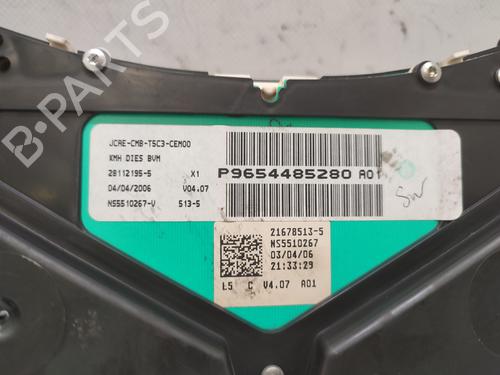 B-PARTS
JCAE-CMB-T5C3-CEM00
KMH DIES BVM
28112195-5 X1
04/04/2006 V04.07
NS5510267-V 513-5
P9654485280 A01
21678513-5
NS5510267
03/04/06
21:33:29
L5 C V4.07 A01